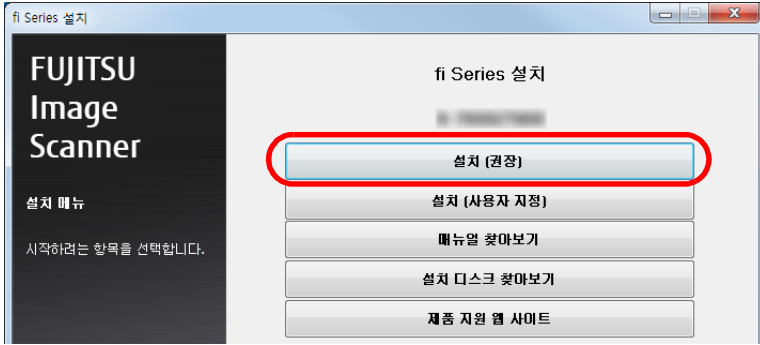 fi Series 설치
FUJITSU
Image
Scanner
설치 메뉴
시작하려는 항목을 선택합니다.
fi Series 설치
설치 (권장)
설치 (사용자 지정)
매뉴얼 찾아보기
설치 디스크 찾아보기
제품 지원 웹 사이트